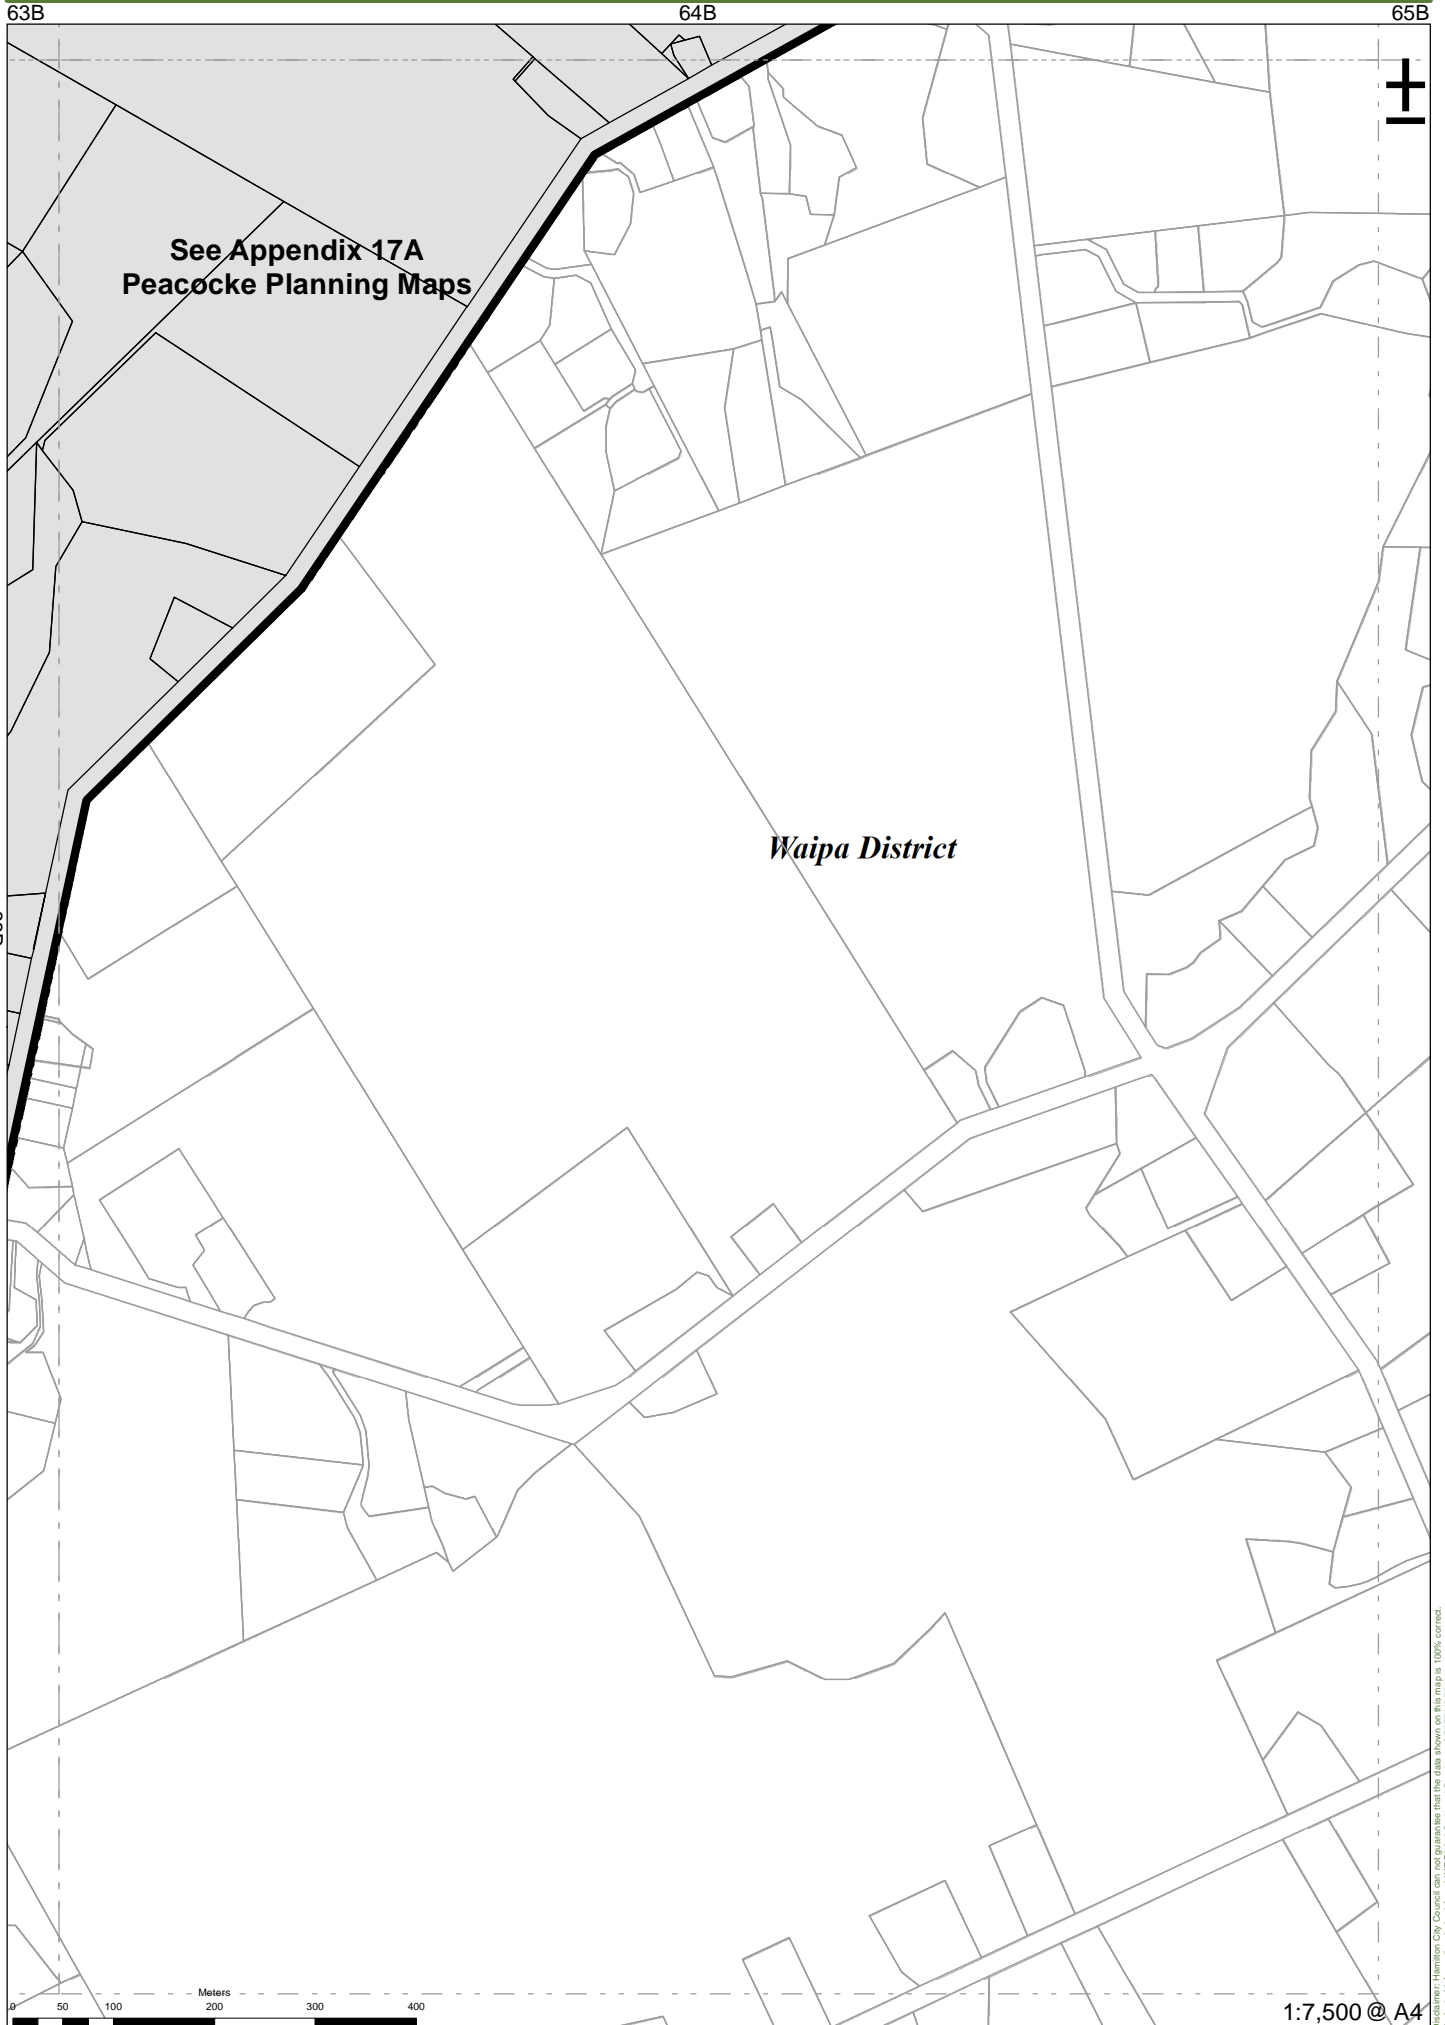 63B
64B
65B
See Appendix 17A
Peacocke Planning Maps
Waipa District
Disclaimer: Hamilton City Council can not guarantee that the data shown on this map is 100% correct.
Meters
0 50 100 200 300 400
1:7,500 @ A4